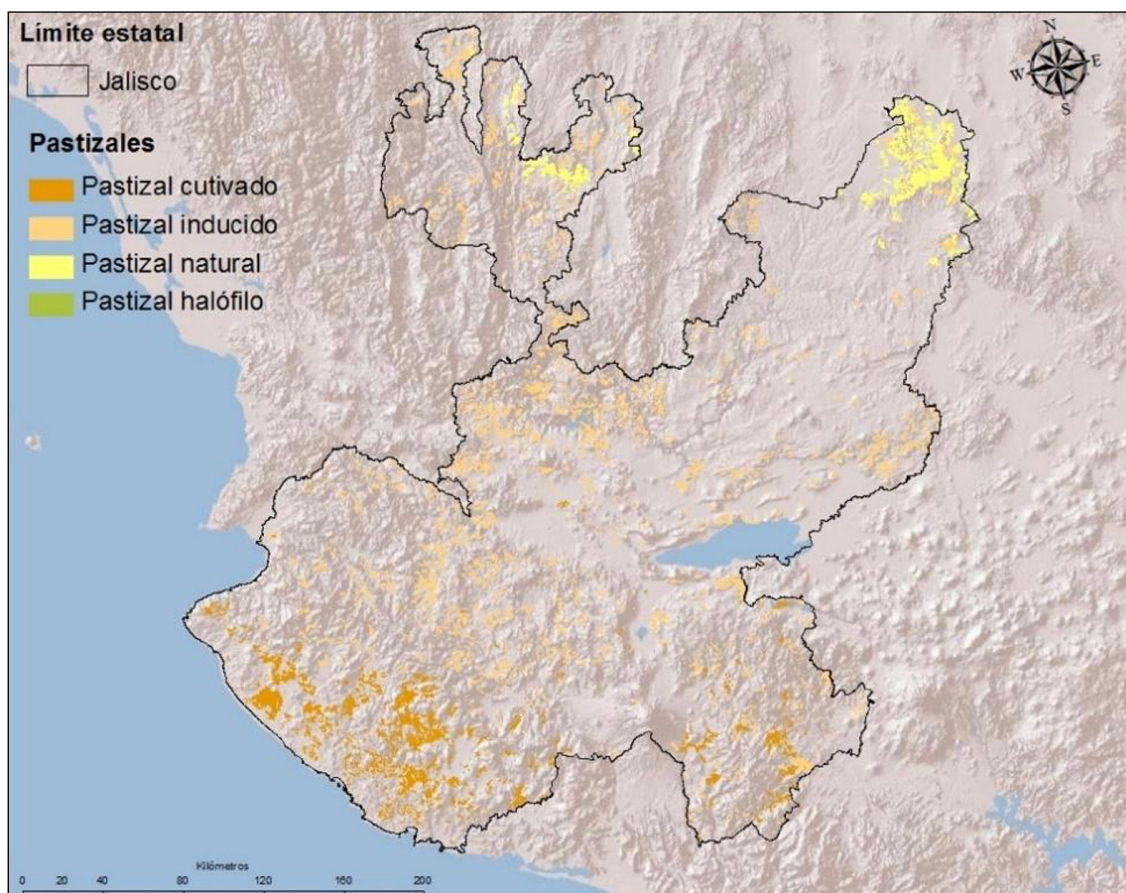 Límite estatal
Jalisco
Pastizales
Pastizal cutivado
Pastizal inducido
Pastizal natural
Pastizal halófilo
N
W E
S
Kilómetros
0 20 40 80 120 160 200